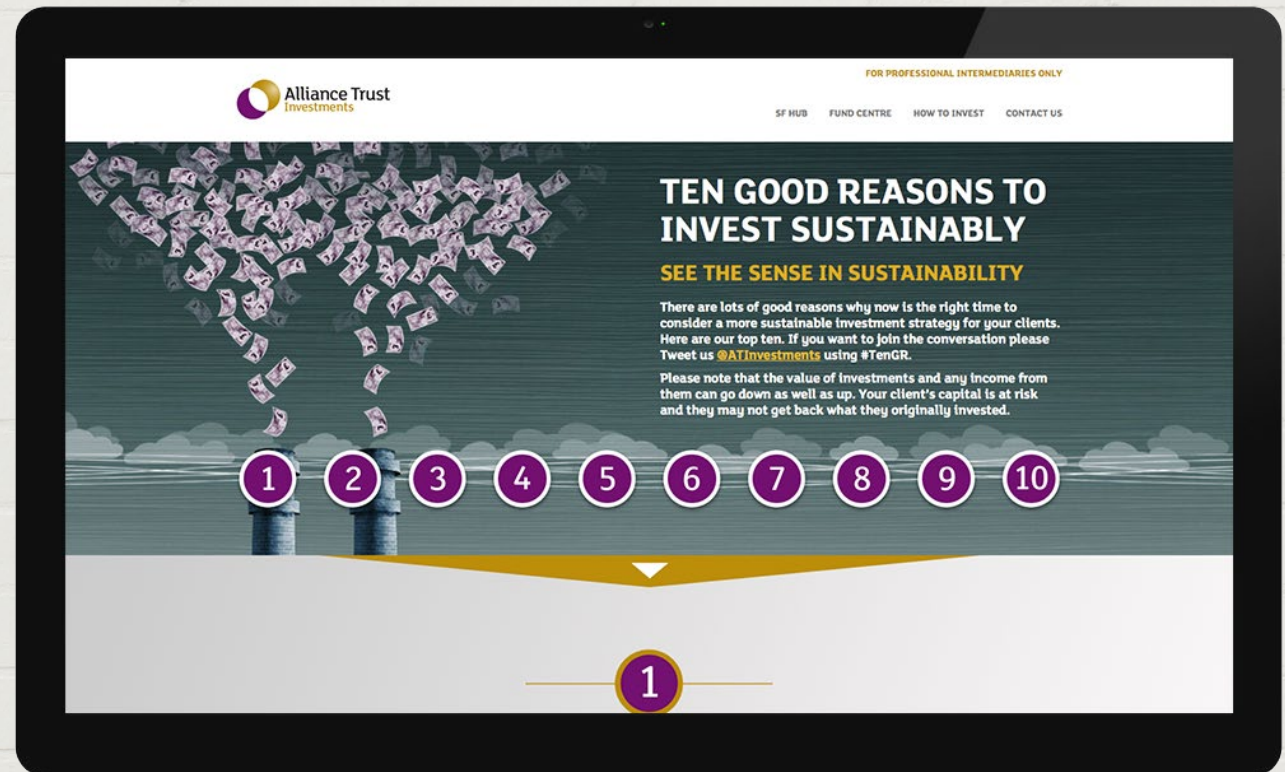 FOR PROFESSIONAL INTERMEDIARIES ONLY
Alliance Trust
Investments
SF HUB FUND CENTRE HOW TO INVEST CONTACT US
TEN GOOD REASONS TO
INVEST SUSTAINABLY
SEE THE SENSE IN SUSTAINABILITY
There are lots of good reasons why now is the right time to
consider a more sustainable investment strategy for your clients.
Here are our top ten. If you want to join the conversation please
Tweet us @ATInvestments using #TenGR.
Please note that the value of investments and any income from
them can go down as well as up. Your client's capital is at risk
and they may not get back what they originally invested.
1 2 3 4 5 6 7 8 9 10
1